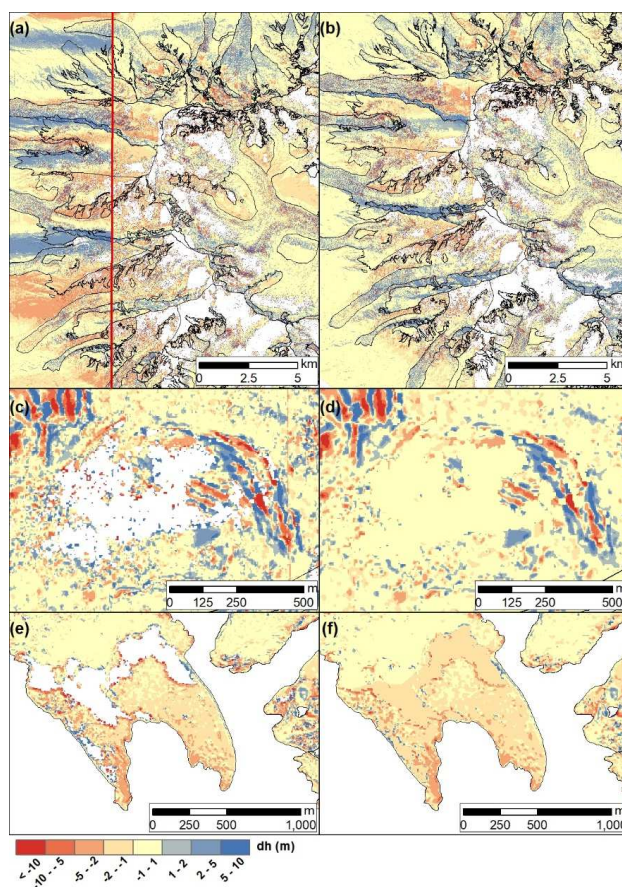 (a)
(b)
0 2.5 5 km
0 2.5 5 km
(c)
(d)
0 125 250 500 m
0 125 250 500 m
(e)
(f)
0 250 500 1,000 m
0 250 500 1,000 m
dh (m)
< -10
-10 - -5
-5 - -2
-2 - -1
-1 - 1
1 - 2
2 - 5
5 - 10